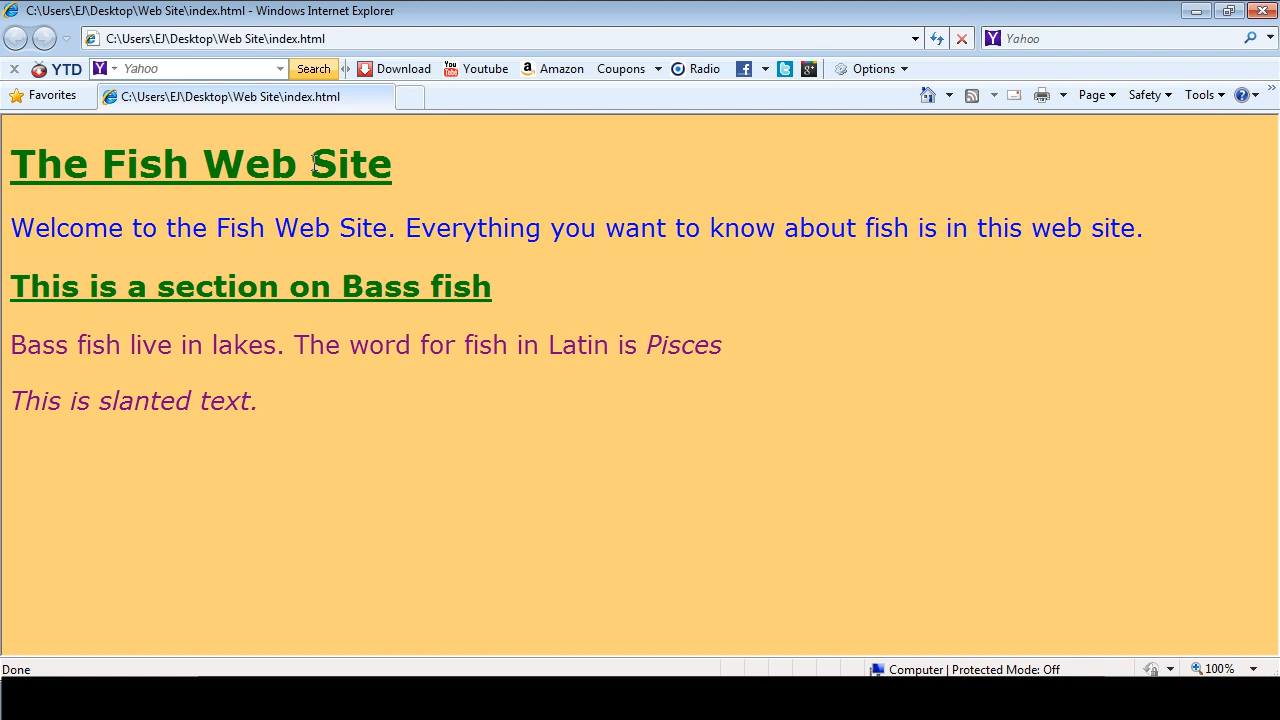 C:\Users\EJ\Desktop\Web Site\index.html - Windows Internet Explorer
C:\Users\EJ\Desktop\Web Site\index.html Yahoo
x YTD Yahoo Search Download You Tube Youtube a Amazon Coupons Radio f Options
Favorites C:\Users\EJ\Desktop\Web Site\index.html Page Safety Tools
The Fish Web Site
Welcome to the Fish Web Site. Everything you want to know about fish is in this web site.
This is a section on Bass fish
Bass fish live in lakes. The word for fish in Latin is Pisces
This is slanted text.
Done Computer | Protected Mode: Off 100%